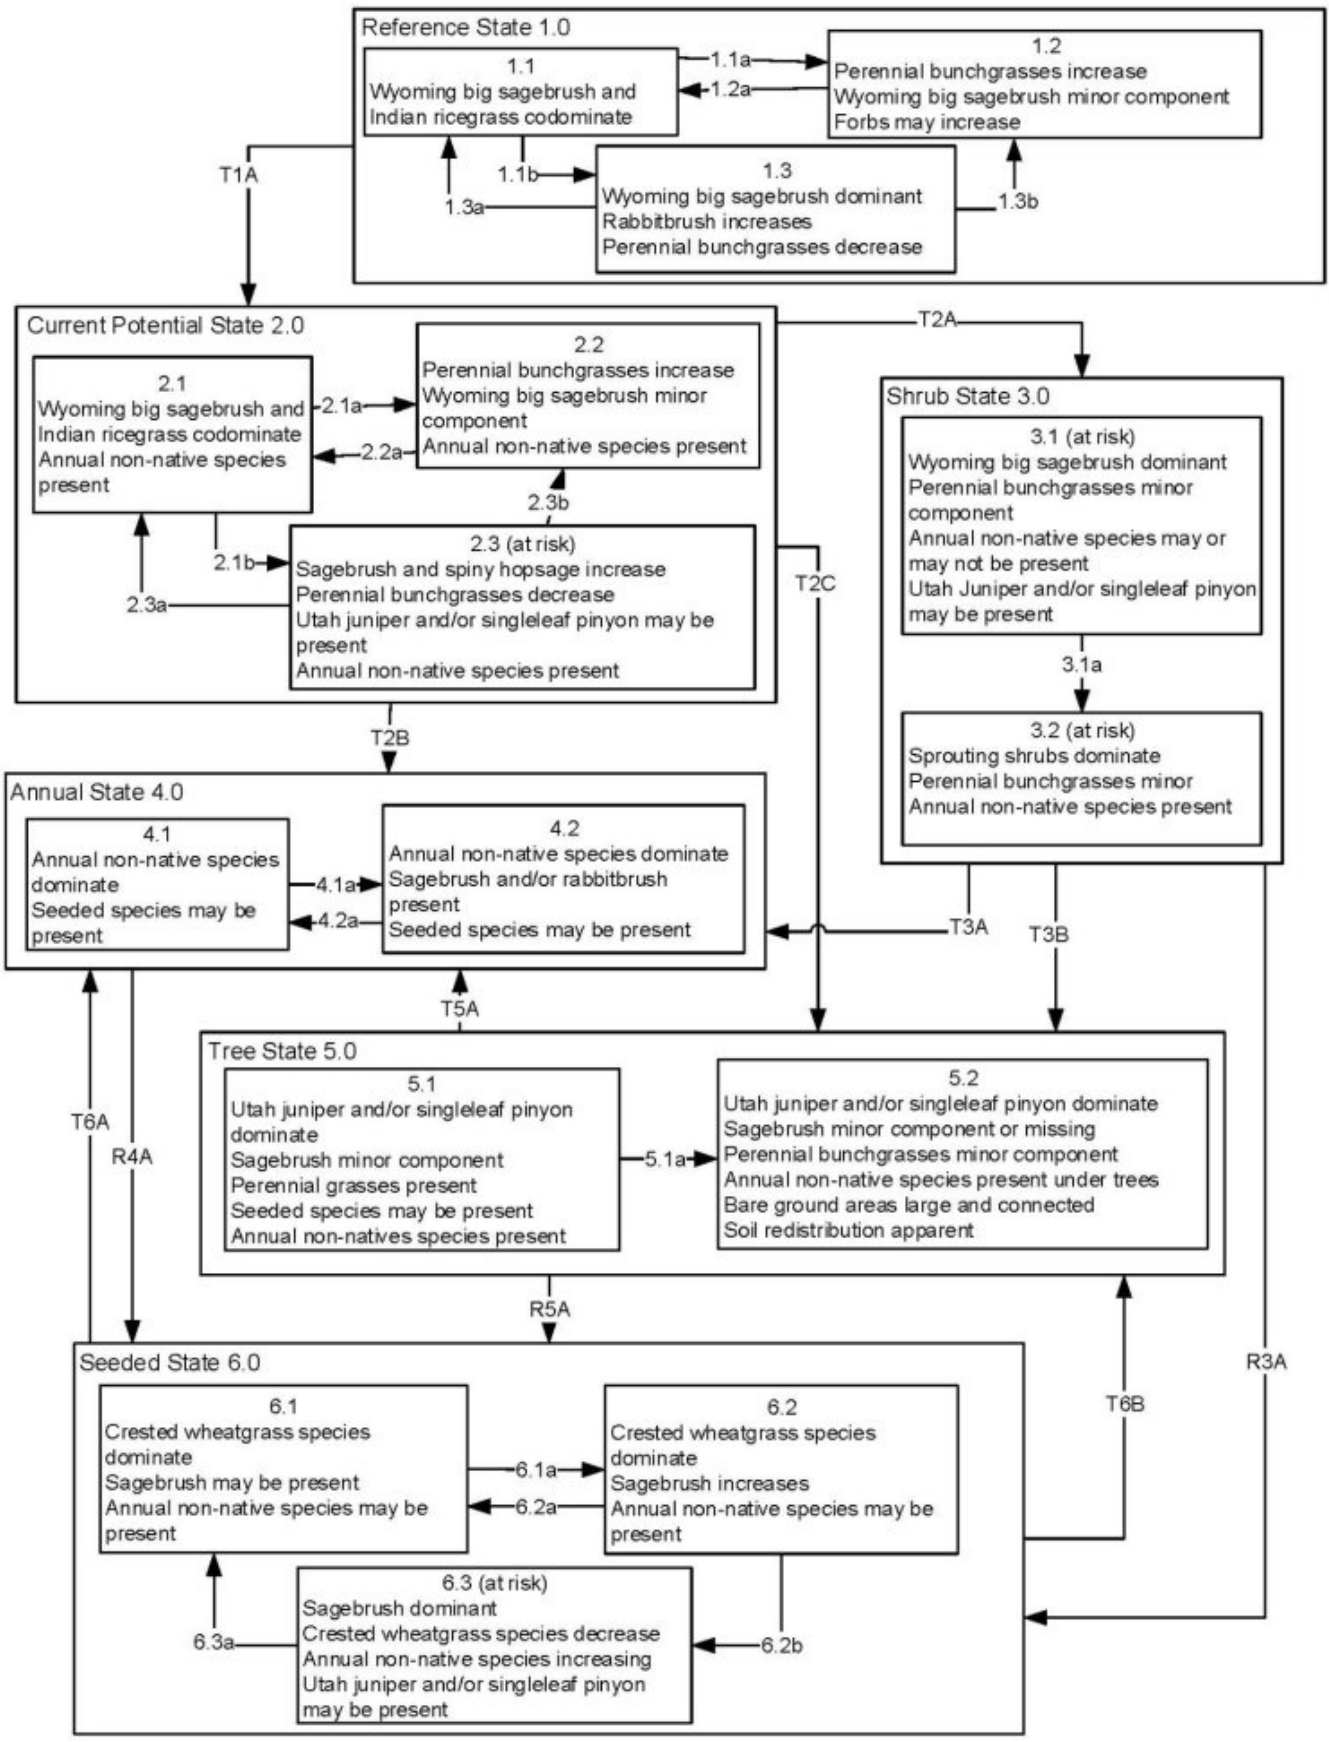 Reference State 1.0
1.1
Wyoming big sagebrush and
Indian ricegrass codominate
1.1a
1.2a
1.2
Perennial bunchgrasses increase
Wyoming big sagebrush minor component
Forbs may increase
1.1b
1.3a
1.3
Wyoming big sagebrush dominant
Rabbitbrush increases
Perennial bunchgrasses decrease
1.3b
T1A
Current Potential State 2.0
2.1
Wyoming big sagebrush and
Indian ricegrass codominate
Annual non-native species
present
2.1a
2.2a
2.2
Perennial bunchgrasses increase
Wyoming big sagebrush minor
component
Annual non-native species present
2.3b
2.1b
2.3a
2.3 (at risk)
Sagebrush and spiny hopsage increase
Perennial bunchgrasses decrease
Utah juniper and/or singleleaf pinyon may be
present
Annual non-native species present
T2A
T2C
T2B
Shrub State 3.0
3.1 (at risk)
Wyoming big sagebrush dominant
Perennial bunchgrasses minor
component
Annual non-native species may or
may not be present
Utah Juniper and/or singleleaf pinyon
may be present
3.1a
3.2 (at risk)
Sprouting shrubs dominate
Perennial bunchgrasses minor
Annual non-native species present
Annual State 4.0
4.1
Annual non-native species
dominate
Seeded species may be
present
4.1a
4.2a
4.2
Annual non-native species dominate
Sagebrush and/or rabbitbrush
present
Seeded species may be present
T3A
T3B
T5A
T6A
R4A
Tree State 5.0
5.1
Utah juniper and/or singleleaf pinyon
dominate
Sagebrush minor component
Perennial grasses present
Seeded species may be present
Annual non-natives species present
5.1a
5.2
Utah juniper and/or singleleaf pinyon dominate
Sagebrush minor component or missing
Perennial bunchgrasses minor component
Annual non-native species present under trees
Bare ground areas large and connected
Soil redistribution apparent
R5A
R3A
T6B
Seeded State 6.0
6.1
Crested wheatgrass species
dominate
Sagebrush may be present
Annual non-native species may be
present
6.1a
6.2a
6.2
Crested wheatgrass species
dominate
Sagebrush increases
Annual non-native species may be
present
6.3a
6.3 (at risk)
Sagebrush dominant
Crested wheatgrass species decrease
Annual non-native species increasing
Utah juniper and/or singleleaf pinyon
may be present
6.2b